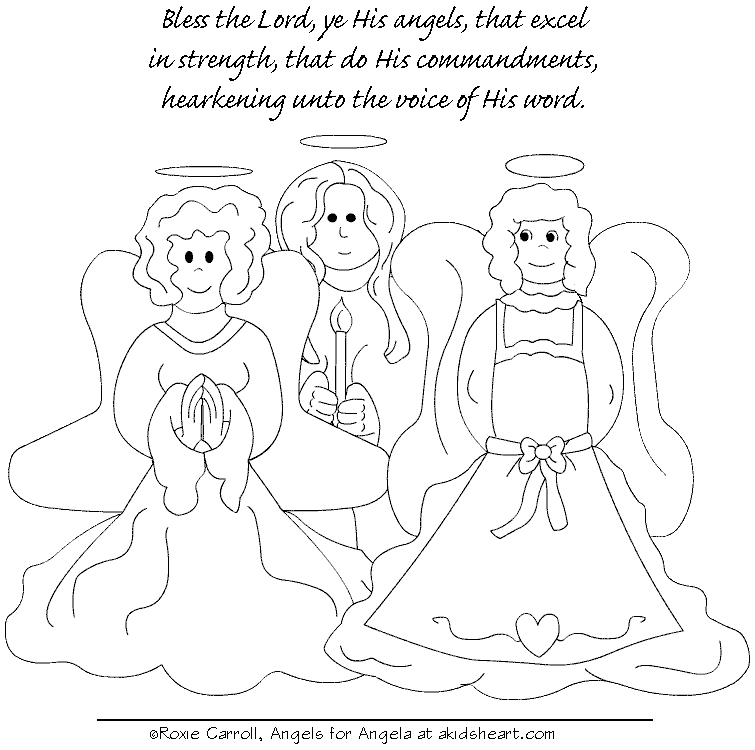 Bless the Lord, ye His angels, that excel
in strength, that do His commandments,
hearkening unto the voice of His word.
©Roxie Carroll, Angels for Angela at akidsheart.com